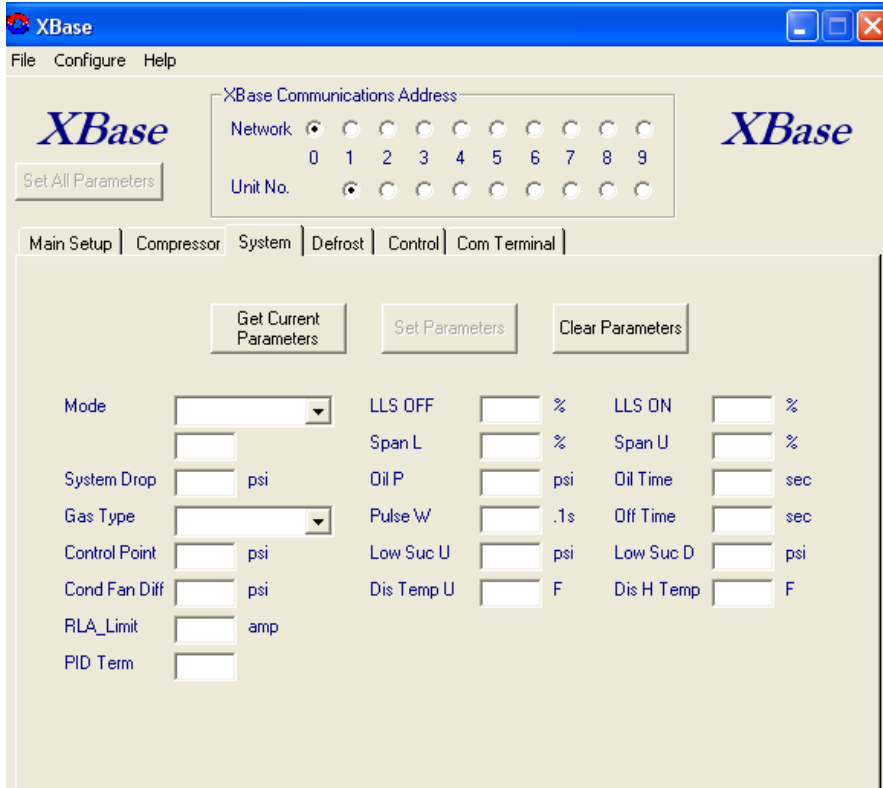 XBase
File Configure Help
XBase Communications Address
XBase
Network
XBase
0 1 2 3 4 5 6 7 8 9
Set All Parameters
Unit No.
Main Setup Compressor System Defrost Control Com Terminal
Get Current
Parameters
Set Parameters
Clear Parameters
Mode LLS OFF % LLS ON %
Span L % Span U %
System Drop psi Oil P psi Oil Time sec
Gas Type Pulse W .1s Off Time sec
Control Point psi Low Suc U psi Low Suc D psi
Cond Fan Diff psi Dis Temp U F Dis H Temp F
RLA_Limit amp
PID Term